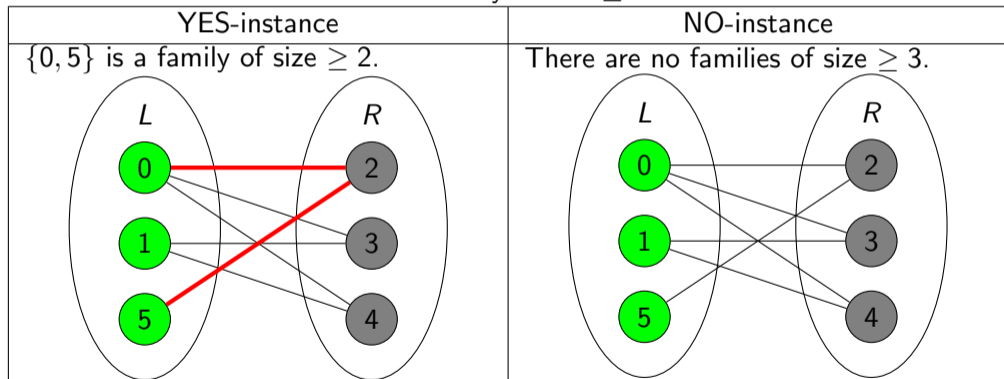 YES-instance
NO-instance
{0, 5} is a family of size ≥ 2.
There are no families of size ≥ 3.
L R
0 2
1 3
5 4
L R
0 2
1 3
5 4